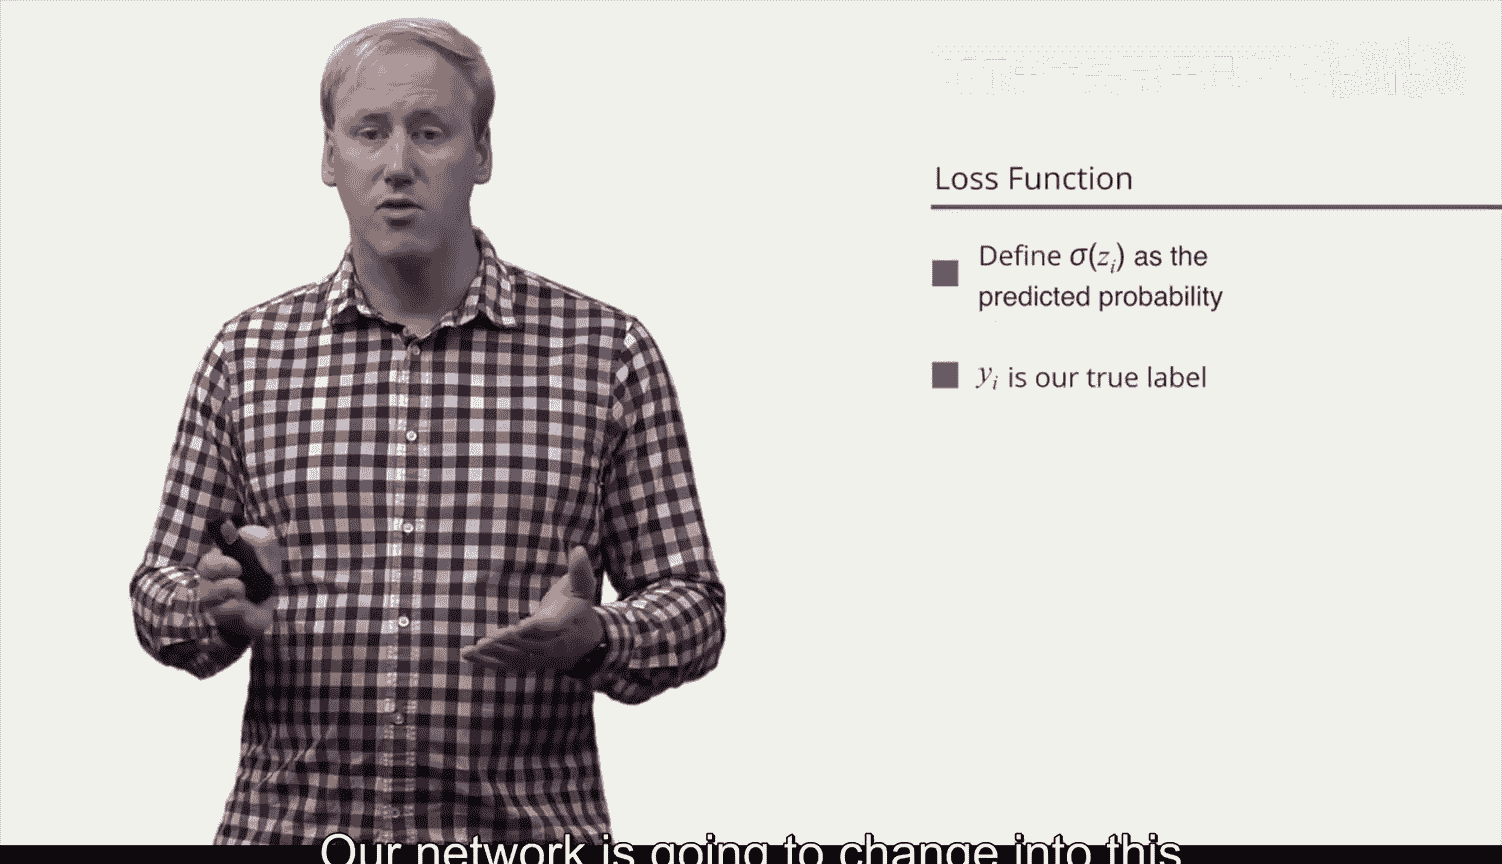 Loss Function
Define σ(zᵢ) as the
predicted probability
yᵢ is our true label
Our network is going to change into this